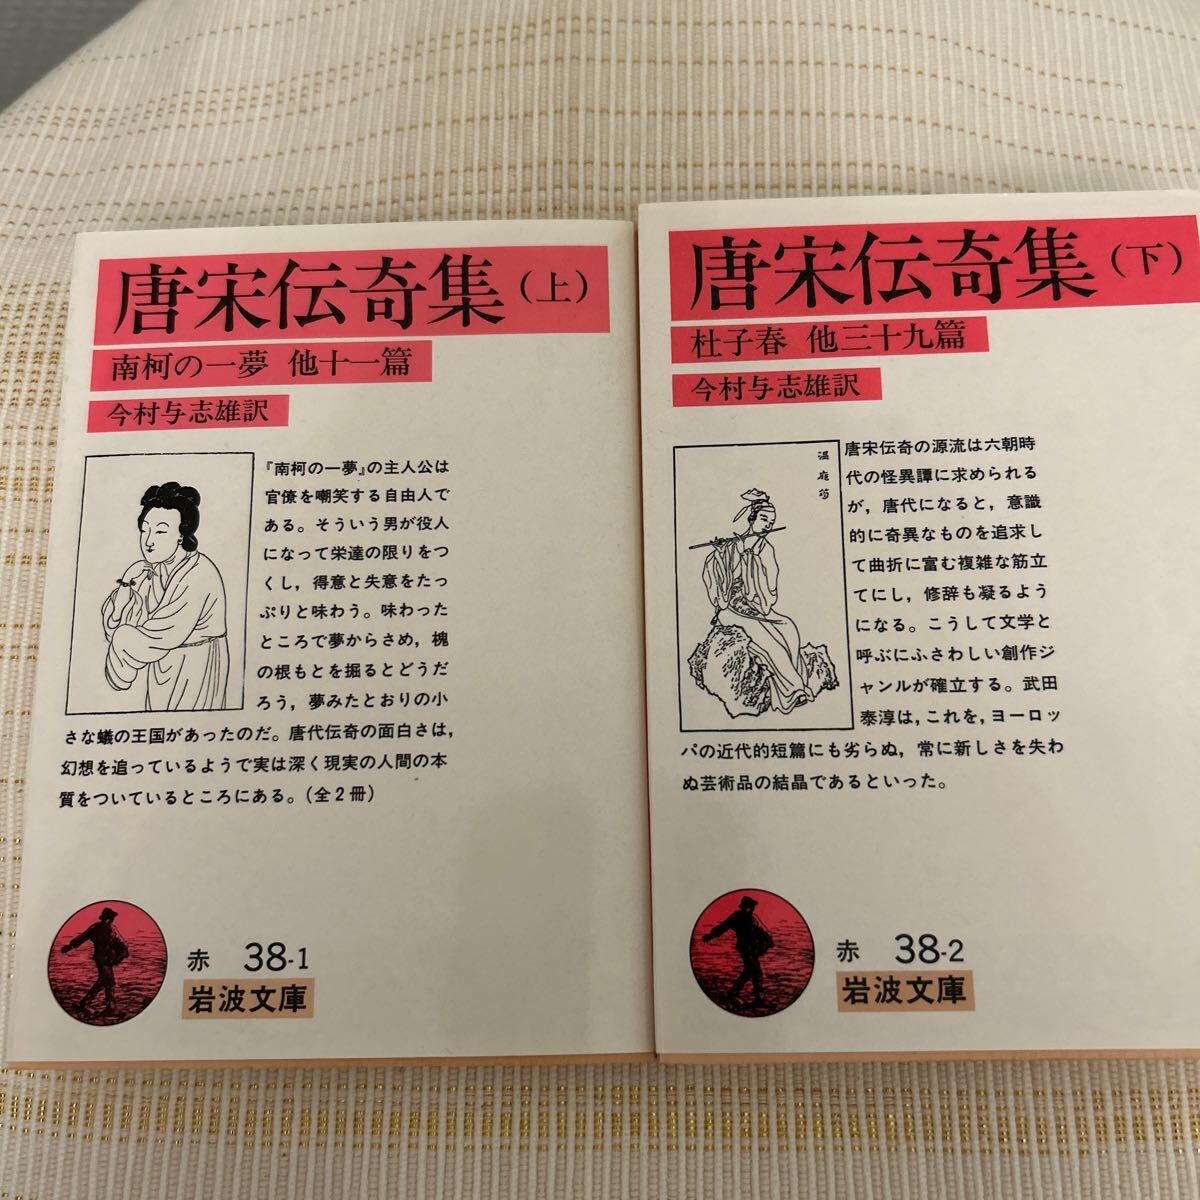 唐宋伝奇集（上）
南柯の一夢 他十一篇
今村与志雄訳
『南柯の一夢』の主人公は
官僚を嘲笑する自由人で
ある。そういう男が役人
になって栄達の限りをつ
くし，得意と失意をたっ
ぷりと味わう。味わった
ところで夢からさめ，槐
の根もとを掘るとどうだ
ろう，夢みたとおりの小
さな蟻の王国があったのだ。唐代伝奇の面白さは，
幻想を追っているようで実は深く現実の人間の本
質をついているところにある。（全２冊）
赤 38-1
岩波文庫
唐宋伝奇集（下）
杜子春 他三十九篇
今村与志雄訳
温庭筠
唐宋伝奇の源流は六朝時
代の怪異譚に求められる
が，唐代になると，意識
的に奇異なものを追求し
て曲折に富む複雑な筋立
てにし，修辞も凝るよう
になる。こうして文学と
呼ぶにふさわしい創作ジ
ャンルが確立する。武田
泰淳は，これを，ヨーロッ
パの近代的短篇にも劣らぬ，常に新しさを失わ
ぬ芸術品の結晶であるといった。
赤 38-2
岩波文庫